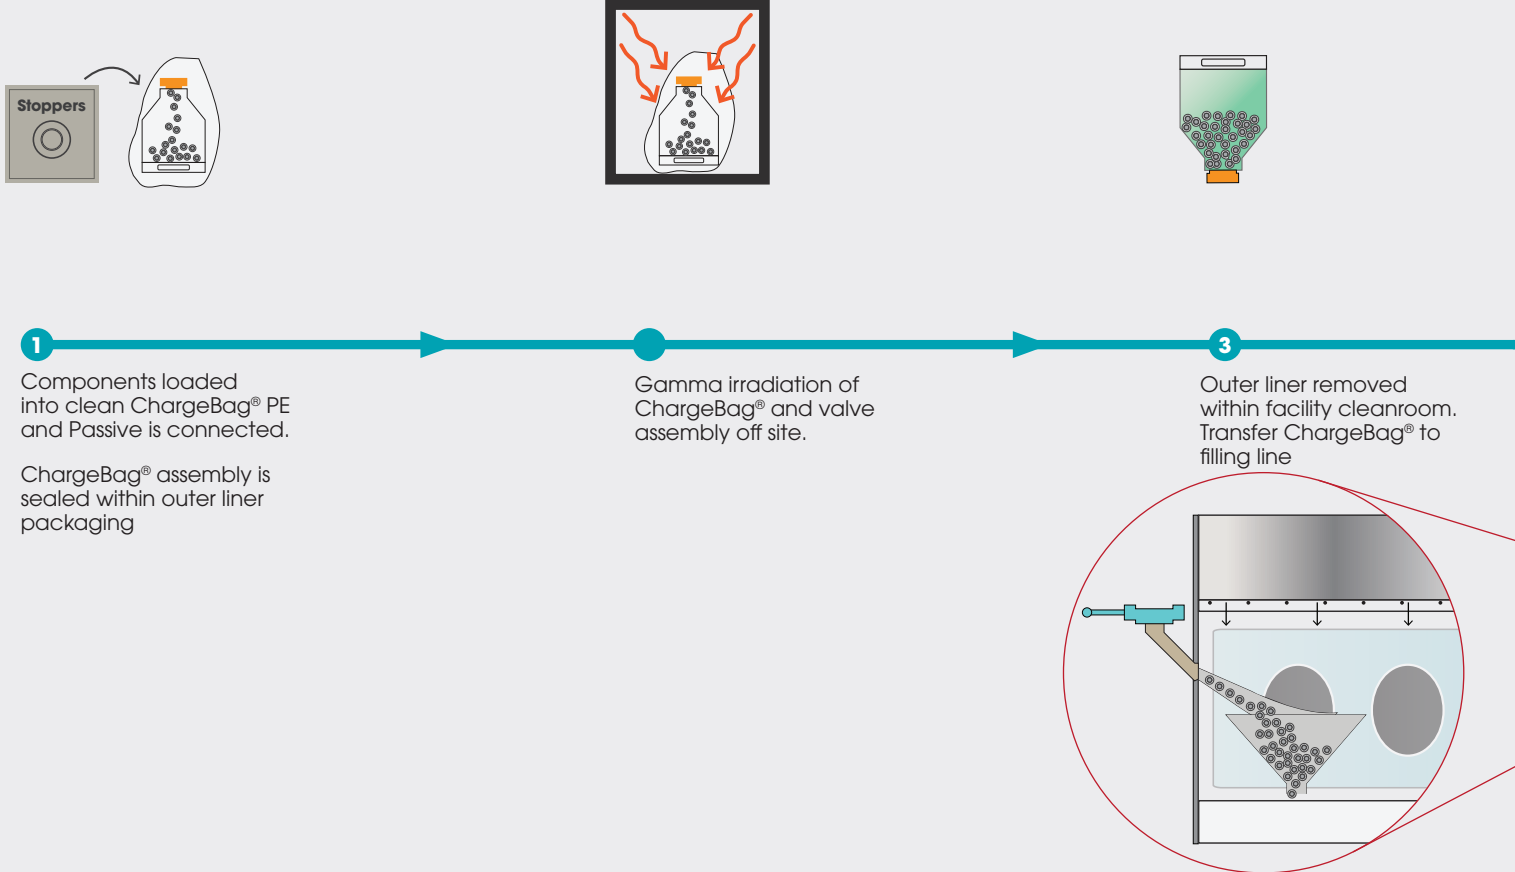 Stoppers
1
Components loaded
into clean ChargeBag® PE
and Passive is connected.
ChargeBag® assembly is
sealed within outer liner
packaging
Gamma irradiation of
ChargeBag® and valve
assembly off site.
3
Outer liner removed
within facility cleanroom.
Transfer ChargeBag® to
filling line